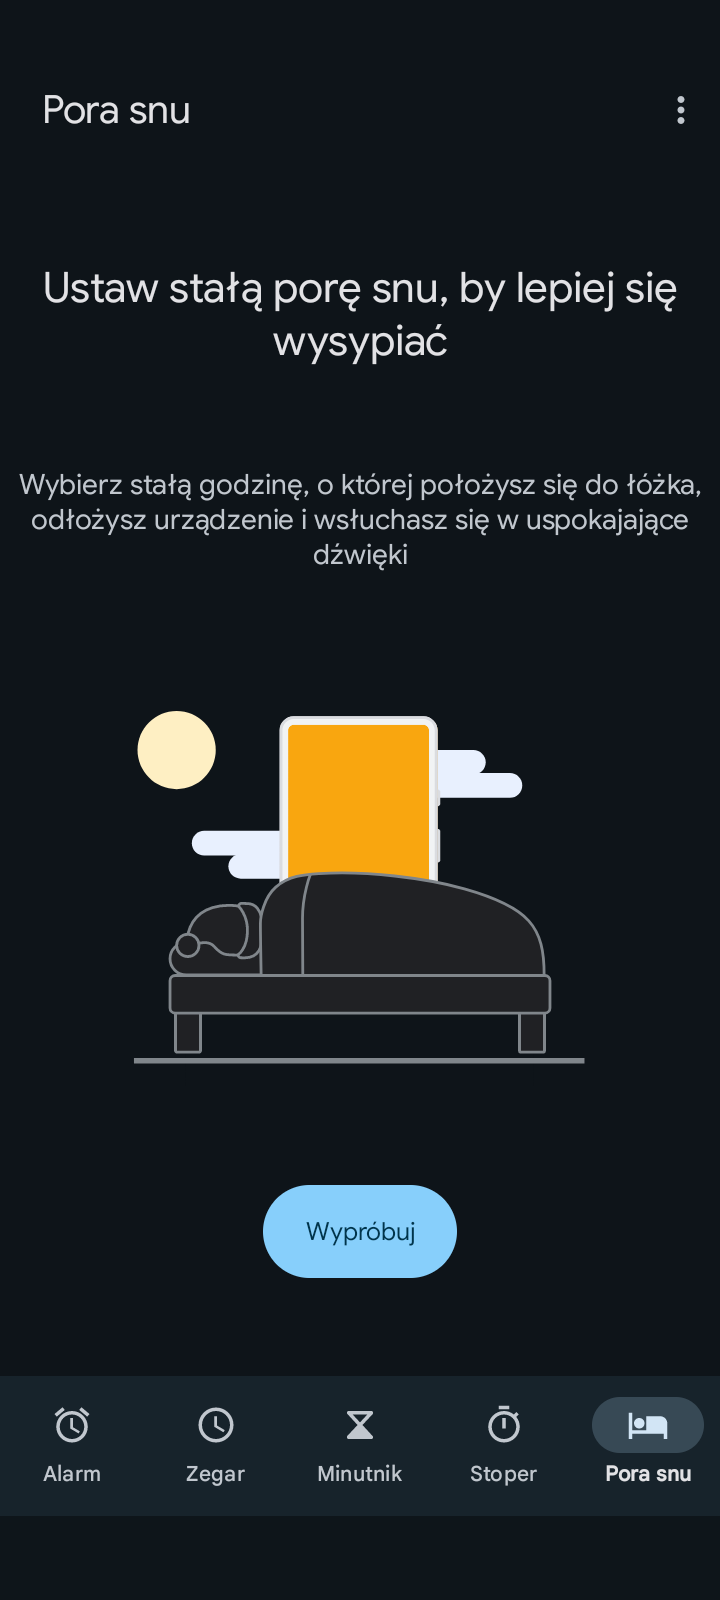 Pora snu
Ustaw stałą porę snu, by lepiej się
wysypiać
Wybierz stałą godzinę, o której położysz się do łóżka,
odłożysz urządzenie i wsłuchasz się w uspokajające
dźwięki
Wypróbuj
Alarm
Zegar
Minutnik
Stoper
Pora snu